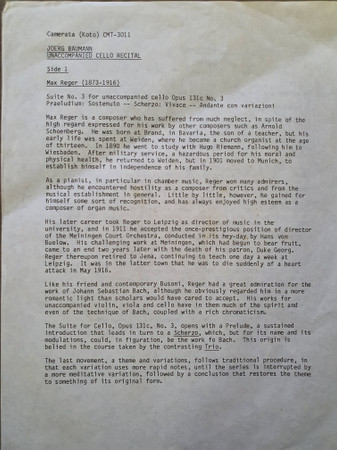 Camerata (Koto) CMT-3011
JOERG BAUMANN
UNACCOMPANIED CELLO RECITAL
Side 1
Max Reger (1873-1916)
Suite No. 3 for unaccompanied cello Opus 131c No. 3
Praeludium: Sostenuto -- Scherzo: Vivace -- Andante con variazioni
Max Reger is a composer who has suffered from much neglect, in spite of the
high regard expressed for his work by other composers such as Arnold
Schoenberg. He was born at Brand, in Bavaria, the son of a teacher, but his
early life was spent at Weiden, where he became a church organist at the age
of thirteen. In 1890 he went to study with Hugo Riemann, following him to
Wiesbaden. After military service, a hazardous period for his moral and
physical health, he returned to Weiden, but in 1901 moved to Munich, to
establish himself in independence of his family.
As a pianist, in particular in chamber music, Reger won many admirers,
although he encountered hostility as a composer from critics and from the
musical establishment in general. Little by little, however, he gained for
himself some sort of recognition, and has always enjoyed high esteem as a
composer of organ music.
His later career took Reger to Leipzig as director of music in the
university, and in 1911 he accepted the once-prestigious position of director
of the Meiningen Court Orchestra, conducted in its hey-day by Hans von
Buelow. His challenging work at Meiningen, which had begun to bear fruit,
came to an end two years later with the death of his patron, Duke Georg.
Reger thereupon retired to Jena, continuing to teach one day a week at
Leipzig. It was in the latter town that he was to die suddenly of a heart
attack in May 1916.
Like his friend and contemporary Busoni, Reger had a great admiration for the
work of Johann Sebastian Bach, although he obviously regarded him in a more
romantic light than scholars would have cared to accept. His works for
unaccompanied violin, viola and cello have in them much of the spirit and
even of the technique of Bach, coupled with a rich chromaticism.
The Suite for Cello, Opus 131c, No. 3, opens with a Prelude, a sustained
introduction that leads in turn to a Scherzo, which, but for its name and its
modulations, could, in figuration, be the work fo Bach. This origin is
belied in the course taken by the contrasting Trio.
The last movement, a theme and variations, follows traditional procedure, in
that each variation uses more rapid notes, until the series is interrupted by
a more meditative variation, followed by a conclusion that restores the theme
to something of its original form.